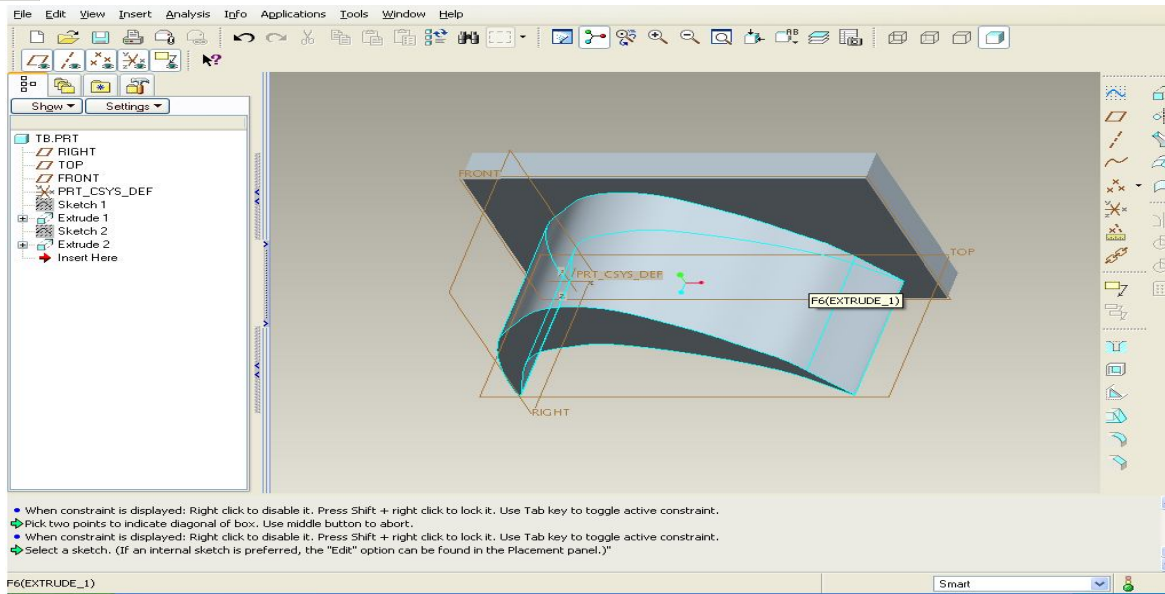 File Edit View Insert Analysis Info Applications Tools Window Help
Show Settings
TB.PRT
RIGHT
TOP
FRONT
PRT_CSYS_DEF
Sketch 1
Extrude 1
Sketch 2
Extrude 2
Insert Here
FRONT
TOP
PRT_CSYS_DEF
F6(EXTRUDE_1)
RIGHT
When constraint is displayed: Right click to disable it. Press Shift + right click to lock it. Use Tab key to toggle active constraint.
Pick two points to indicate diagonal of box. Use middle button to abort.
When constraint is displayed: Right click to disable it. Press Shift + right click to lock it. Use Tab key to toggle active constraint.
Select a sketch. (If an internal sketch is preferred, the "Edit" option can be found in the Placement panel.)"
F6(EXTRUDE_1) Smart